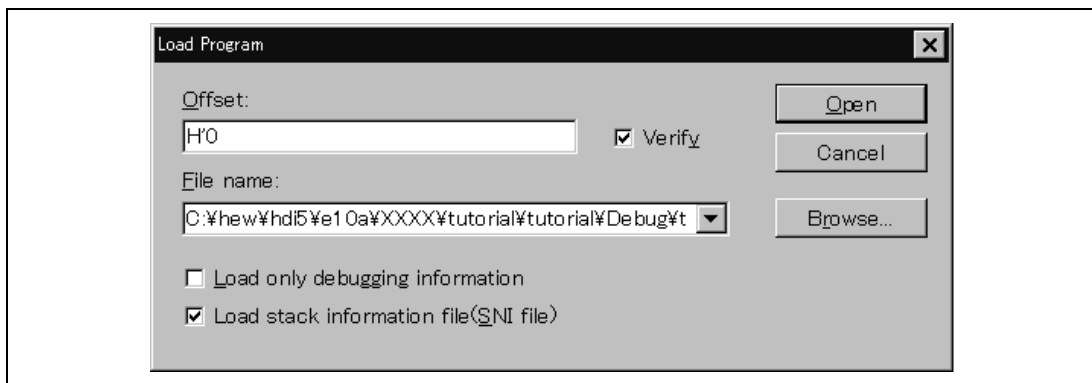 Load Program
Offset:
H'0
Verify
Open
Cancel
File name:
C:¥hew¥hdi5¥e10a¥XXXX¥tutorial¥tutorial¥Debug¥t
Browse...
Load only debugging information
Load stack information file(SNI file)